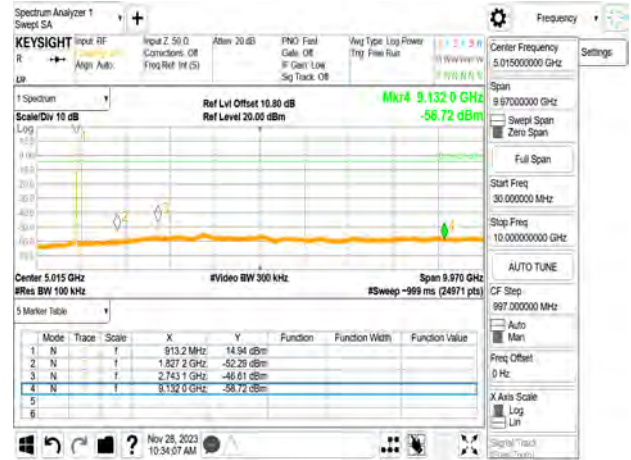 Spectrum Analyzer 1
Swept SA
Frequency
KEYSIGHT
Input: RF
Input Z: 50 Ω
Atten: 20 dB
PNO: Fast
Avg Type: Log-Power
R
Corrections: Off
Gate: Off
Trig: Free Run
Align: Auto
Freq Ref: Int (S)
IF Gain: Low
Sig Track: Off
1 Spectrum
Scale/Div 10 dB
Ref Lvl Offset 10.80 dB
Ref Level 20.00 dBm
Mkr4 9.132 0 GHz
-58.72 dBm
Log
Center 5.015 GHz
#Res BW 100 kHz
#Video BW 300 kHz
Span 9.970 GHz
#Sweep ~999 ms (24971 pts)
5 Marker Table
Mode Trace Scale X Y Function Function Width Function Value
1 N f 913.2 MHz 14.94 dBm
2 N f 1.827 2 GHz -52.29 dBm
3 N f 2.743 1 GHz -46.61 dBm
4 N f 9.132 0 GHz -58.72 dBm
5
6
Nov 28, 2023
10:34:07 AM
Center Frequency
5.015000000 GHz
Settings
Span
9.97000000 GHz
Swept Span
Zero Span
Full Span
Start Freq
30.000000 MHz
Stop Freq
10.000000000 GHz
AUTO TUNE
CF Step
997.000000 MHz
Auto
Man
Freq Offset
0 Hz
X Axis Scale
Log
Lin
Signal Track